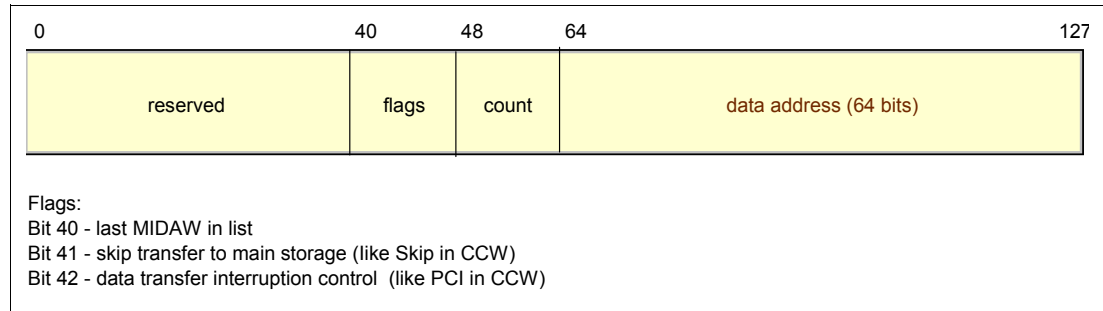 0 40 48 64 127
reserved flags count data address (64 bits)
Flags:
Bit 40 - last MIDAW in list
Bit 41 - skip transfer to main storage (like Skip in CCW)
Bit 42 - data transfer interruption control  (like PCI in CCW)